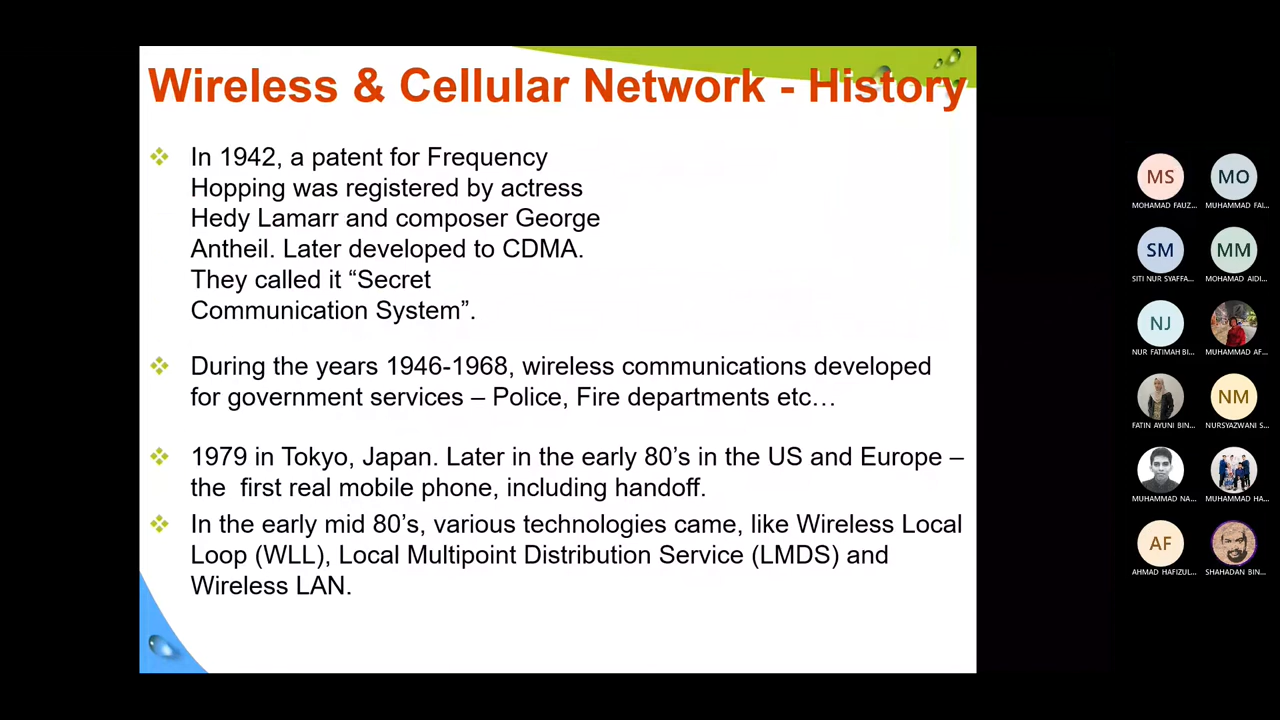 Wireless & Cellular Network - History
In 1942, a patent for Frequency
Hopping was registered by actress
Hedy Lamarr and composer George
Antheil. Later developed to CDMA.
They called it “Secret
Communication System”.
During the years 1946-1968, wireless communications developed
for government services – Police, Fire departments etc…
1979 in Tokyo, Japan. Later in the early 80’s in the US and Europe –
the  first real mobile phone, including handoff.
In the early mid 80’s, various technologies came, like Wireless Local
Loop (WLL), Local Multipoint Distribution Service (LMDS) and
Wireless LAN.
MS
MOHAMAD FAUZ...
MO
MUHAMMAD FAI...
SM
SITI NUR SYAFFA...
MM
MOHAMAD AIDI...
NJ
NUR FATIMAH BI...
MUHAMMAD AF...
FATIN AYUNI BIN...
NM
NURSYAZWANI S...
MUHAMMAD NA...
MUHAMMAD HA...
AF
AHMAD HAFIZUL...
SHAHADAN BIN...